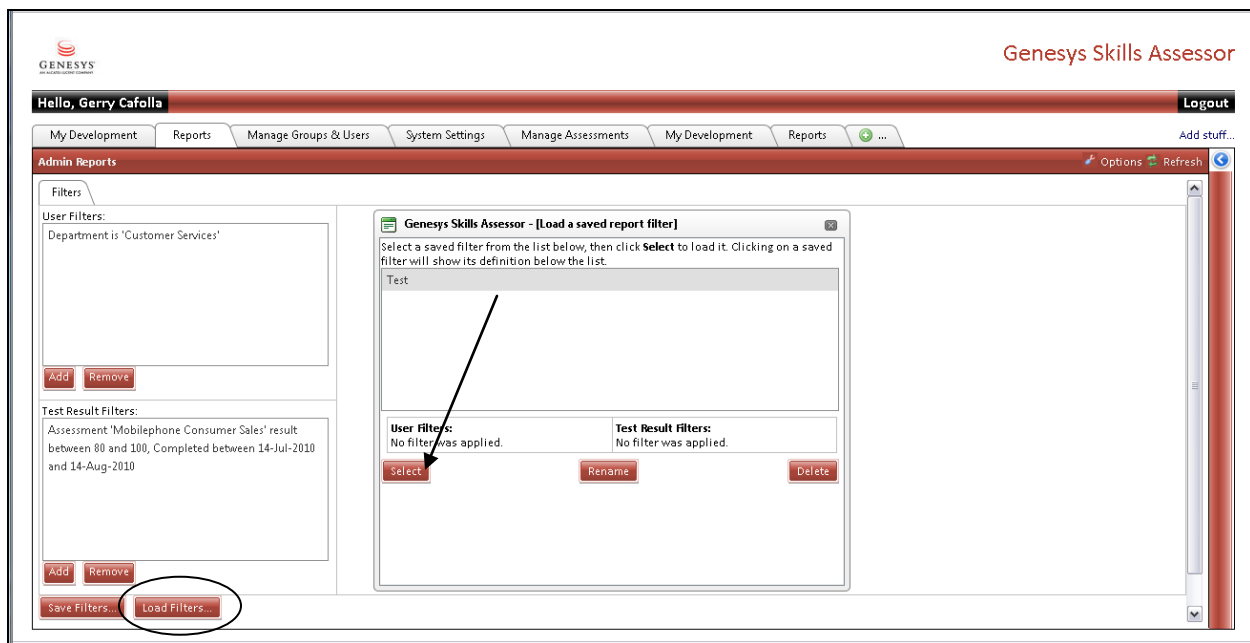 GENESYS
AN ALCATEL-LUCENT COMPANY
Genesys Skills Assessor
Hello, Gerry Cafolla
Logout
My Development
Reports
Manage Groups & Users
System Settings
Manage Assessments
My Development
Reports
...
Add stuff...
Admin Reports
Options
Refresh
Filters
User Filters:
Department is 'Customer Services'
Add
Remove
Test Result Filters:
Assessment 'Mobilephone Consumer Sales' result
between 80 and 100, Completed between 14-Jul-2010
and 14-Aug-2010
Add
Remove
Save Filters...
Load Filters...
Genesys Skills Assessor - [Load a saved report filter]
Select a saved filter from the list below, then click Select to load it. Clicking on a saved
filter will show its definition below the list.
Test
User Filters:
No filter was applied.
Test Result Filters:
No filter was applied.
Select
Rename
Delete